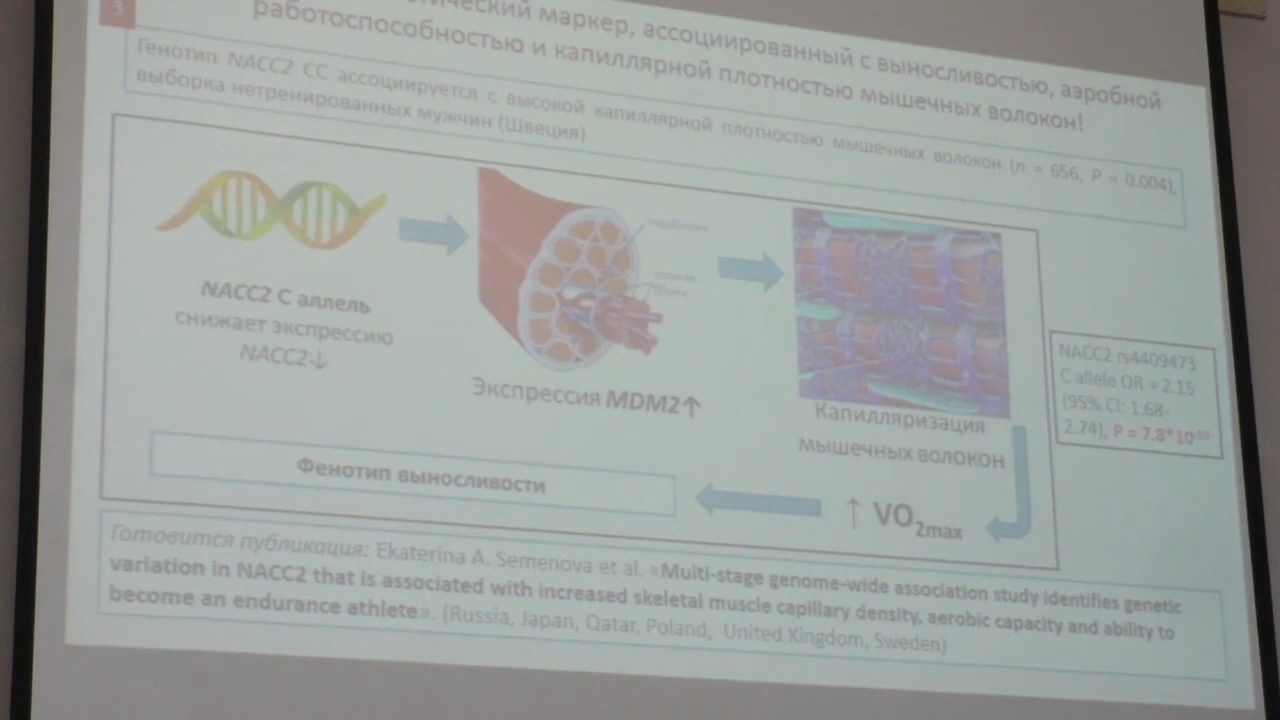 3
маркер, ассоциированный с выносливостью, аэробной
работоспособностью и капиллярной плотностью мышечных волокон!
Генотип NACC2 CC ассоциируется с высокой капиллярной плотностью мышечных волокон (n = 656, P = 0.004),
выборка нетренированных мужчин (Швеция)
NACC2 C аллель
снижает экспрессию
NACC2↓
Экспрессия MDM2↑
Капилляризация
мышечных волокон
NACC2 rs4409473
C allele OR = 2.15
(95% CI: 1.68-
2.74), P = 7.8*10⁻¹⁰
↑ VO₂max
Фенотип выносливости
Готовится публикация: Ekaterina A. Semenova et al. «Multi-stage genome-wide association study identifies genetic
variation in NACC2 that is associated with increased skeletal muscle capillary density, aerobic capacity and ability to
become an endurance athlete». (Russia, Japan, Qatar, Poland, United Kingdom, Sweden)